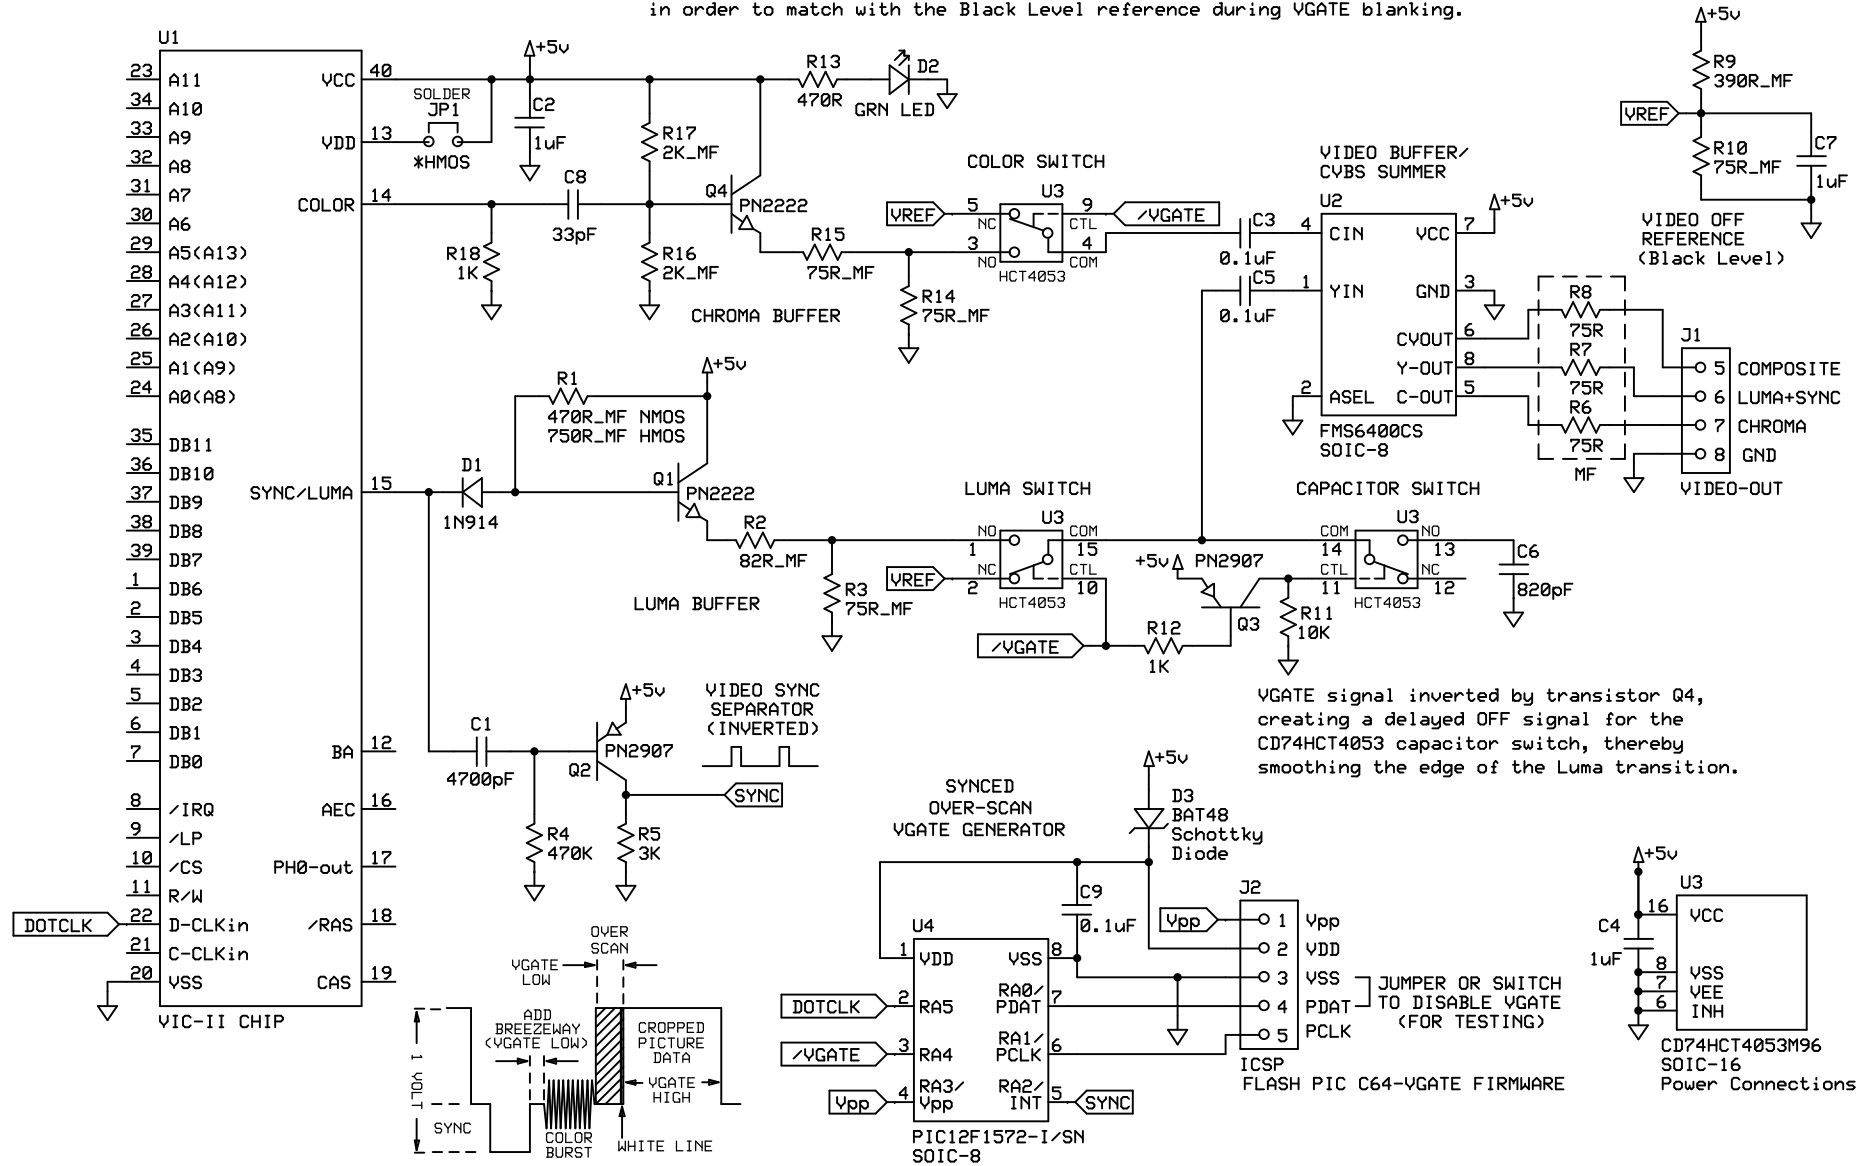 in order to match with the Black Level reference during VGATE blanking.
U1
23 A11
34 A10
33 A9
32 A8
31 A7
30 A6
29 A5(A13)
28 A4(A12)
27 A3(A11)
26 A2(A10)
25 A1(A9)
24 A0(A8)
35 DB11
36 DB10
37 DB9
38 DB8
39 DB7
1 DB6
2 DB5
3 DB4
4 DB3
5 DB2
6 DB1
7 DB0
8 /IRQ
9 /LP
10 /CS
11 R/W
DOTCLK 22 D-CLKin
21 C-CLKin
20 VSS
VCC 40
VDD 13
COLOR 14
SYNC/LUMA 15
BA 12
AEC 16
PH0-out 17
/RAS 18
CAS 19
VIC-II CHIP
SOLDER
JP1
*HMOS
+5v
C2
1uF
C8
33pF
R18
1K
R17
2K_MF
R16
2K_MF
Q4
PN2222
R13
470R
D2
GRN LED
R15
75R_MF
R14
75R_MF
CHROMA BUFFER
COLOR SWITCH
U3
VREF 5 NC
3 NO
9 CTL
4 COM
/VGATE
HCT4053
VIDEO BUFFER/
CVBS SUMMER
U2
C3
0.1uF
C5
0.1uF
4 CIN
1 YIN
2 ASEL
VCC 7
+5v
GND 3
CVOUT 6
Y-OUT 8
C-OUT 5
FMS6400CS
SOIC-8
+5v
R9
390R_MF
VREF
R10
75R_MF
C7
1uF
VIDEO OFF
REFERENCE
(Black Level)
R8
75R
R7
75R
R6
75R
MF
J1
5 COMPOSITE
6 LUMA+SYNC
7 CHROMA
8 GND
VIDEO-OUT
+5v
R1
470R_MF NMOS
750R_MF HMOS
D1
1N914
Q1
PN2222
R2
82R_MF
R3
75R_MF
LUMA BUFFER
LUMA SWITCH
U3
NO
1
NC
VREF 2
COM
15
CTL
10
HCT4053
/VGATE
R12
1K
+5v PN2907
Q3
R11
10K
CAPACITOR SWITCH
U3
COM
14
CTL
11
NO
13
NC
12
HCT4053
C6
820pF
VGATE signal inverted by transistor Q4,
creating a delayed OFF signal for the
CD74HCT4053 capacitor switch, thereby
smoothing the edge of the Luma transition.
C1
4700pF
R4
470K
+5v
PN2907
Q2
R5
3K
VIDEO SYNC
SEPARATOR
(INVERTED)
SYNC
SYNCED
OVER-SCAN
VGATE GENERATOR
+5v
D3
BAT48
Schottky
Diode
C9
0.1uF
U4
1 VDD
DOTCLK 2 RA5
/VGATE 3 RA4
Vpp 4 RA3/
Vpp
VSS 8
RA0/
PDAT 7
RA1/
PCLK 6
RA2/
INT 5 SYNC
PIC12F1572-I/SN
SOIC-8
J2
Vpp 1 Vpp
2 VDD
3 VSS
4 PDAT
5 PCLK
ICSP
FLASH PIC C64-VGATE FIRMWARE
JUMPER OR SWITCH
TO DISABLE VGATE
(FOR TESTING)
+5v
U3
16 VCC
C4
1uF
8 VSS
7 VEE
6 INH
CD74HCT4053M96
SOIC-16
Power Connections
OVER
SCAN
VGATE
LOW
ADD
BREEZEWAY
(VGATE LOW)
CROPPED
PICTURE
DATA
VGATE
HIGH
1 VOLT
SYNC
COLOR
BURST
WHITE LINE